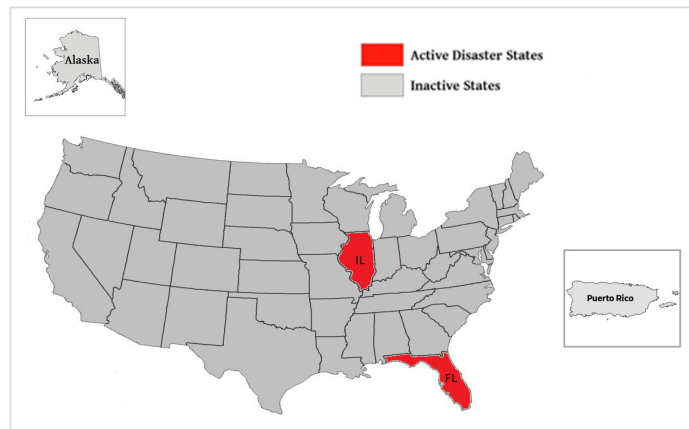 Alaska
Active Disaster States
Inactive States
IL
Puerto Rico
FL